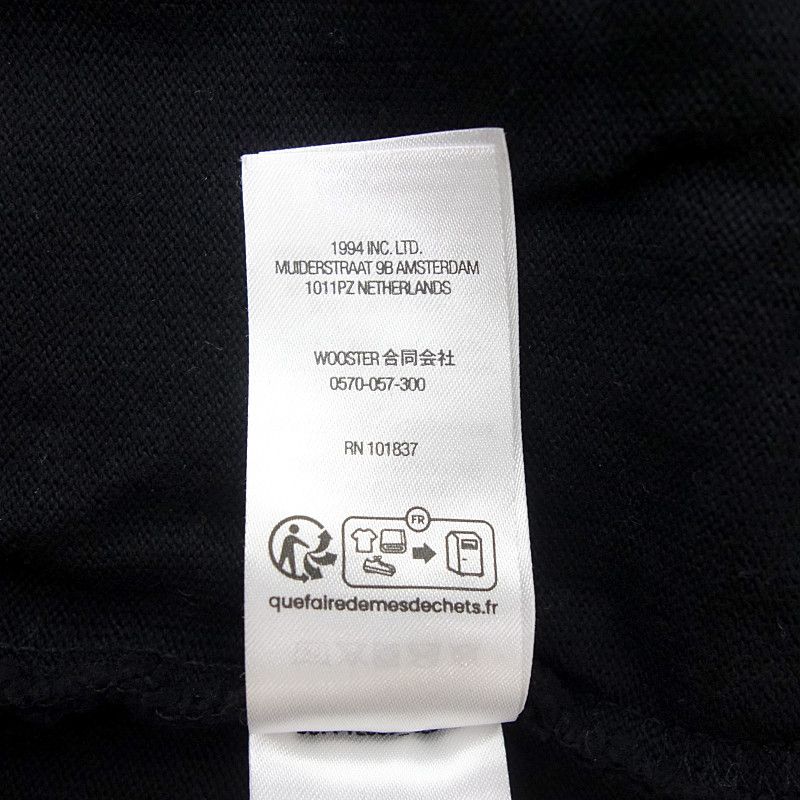 1994 INC. LTD.
MUIDERSTRAAT 9B AMSTERDAM
1011PZ NETHERLANDS
WOOSTER 合同会社
0570-057-300
RN 101837
FR
quefairedemesdechets.fr